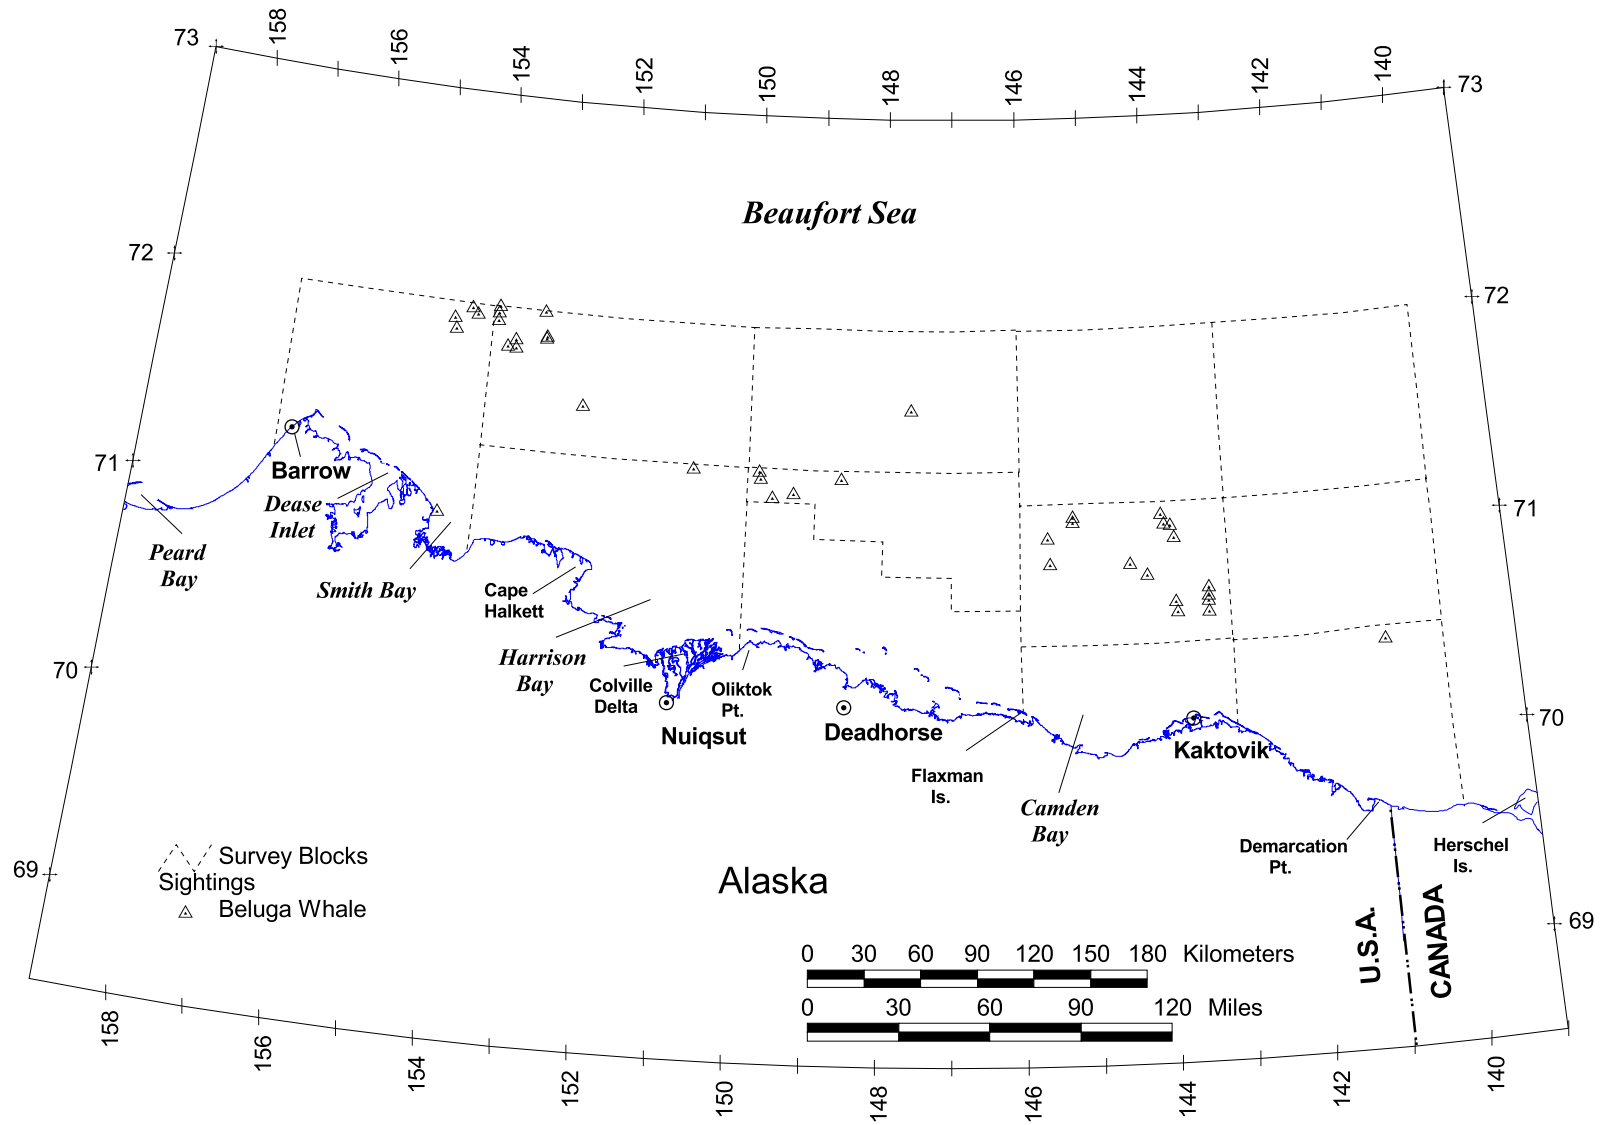 158
156
154
152
150
148
146
144
142
140
73
73
Beaufort Sea
72
72
71
71
Barrow
Dease
Inlet
Peard
Bay
Smith Bay
Cape
Halkett
Harrison
Bay
Colville
Delta
Oliktok
Pt.
Nuiqsut
Deadhorse
Kaktovik
70
70
Flaxman
Is.
Camden
Bay
Demarcation
Pt.
Herschel
Is.
69
69
Survey Blocks
Sightings
Beluga Whale
Alaska
U.S.A.
CANADA
0 30 60 90 120 150 180 Kilometers
0 30 60 90 120 Miles
158
156
154
152
150
148
146
144
142
140